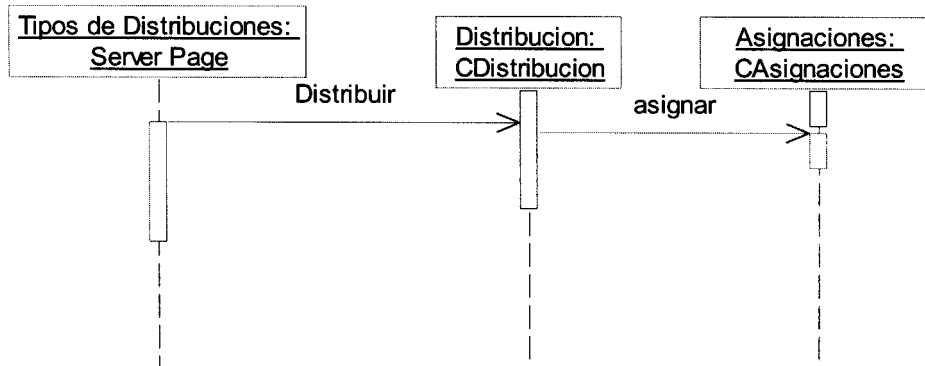 Tipos de Distribuciones:
Server Page
Distribucion:
CDistribucion
Asignaciones:
CAsignaciones
Distribuir
asignar